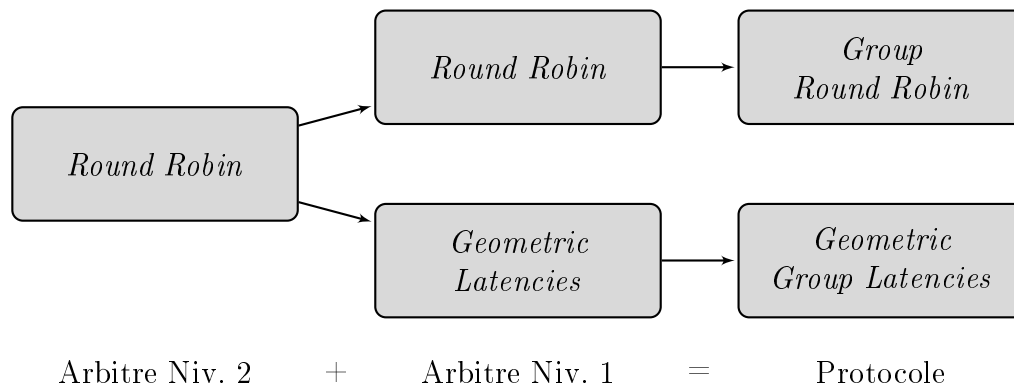 Round Robin
Round Robin
Group
Round Robin
Geometric
Latencies
Geometric
Group Latencies
Arbitre Niv. 2 + Arbitre Niv. 1 = Protocole